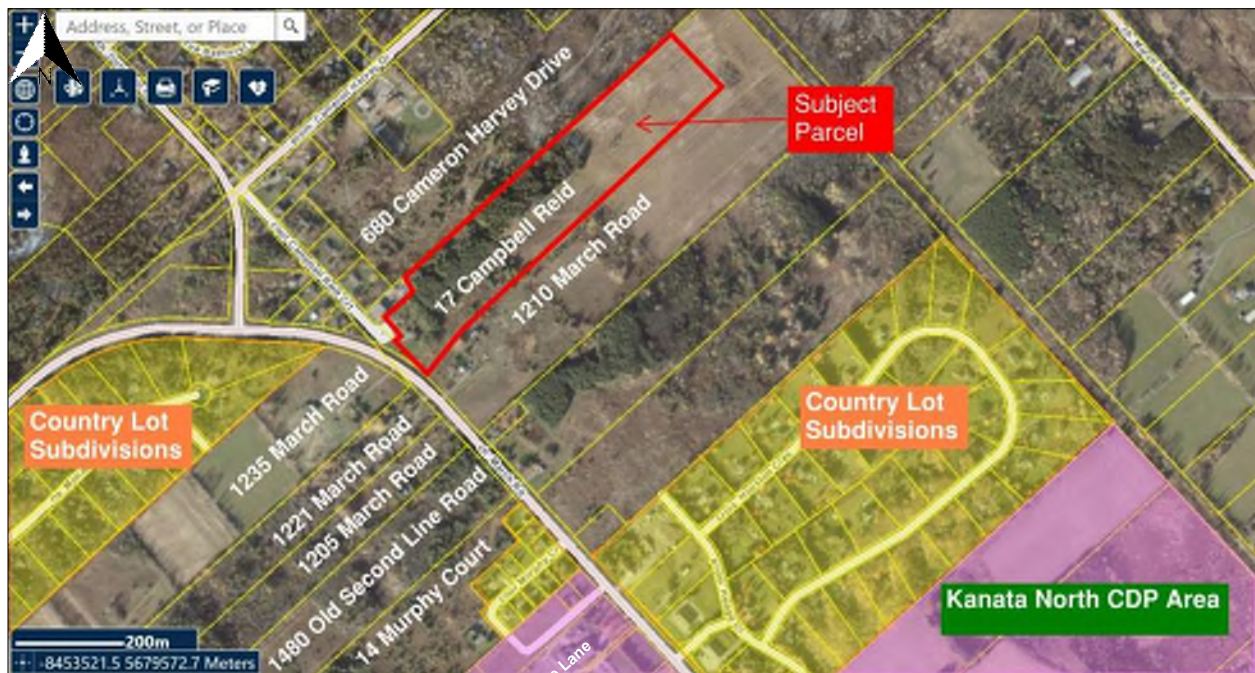 Address, Street, or Place
N
680 Cameron Harvey Drive
Subject
Parcel
17 Campbell Reid
1210 March Road
Country Lot
Subdivisions
1235 March Road
1221 March Road
1205 March Road
1480 Old Second Line Road
14 Murphy Court
Country Lot
Subdivisions
Kanata North CDP Area
Lane
200m
-8453521.5 5679572.7 Meters